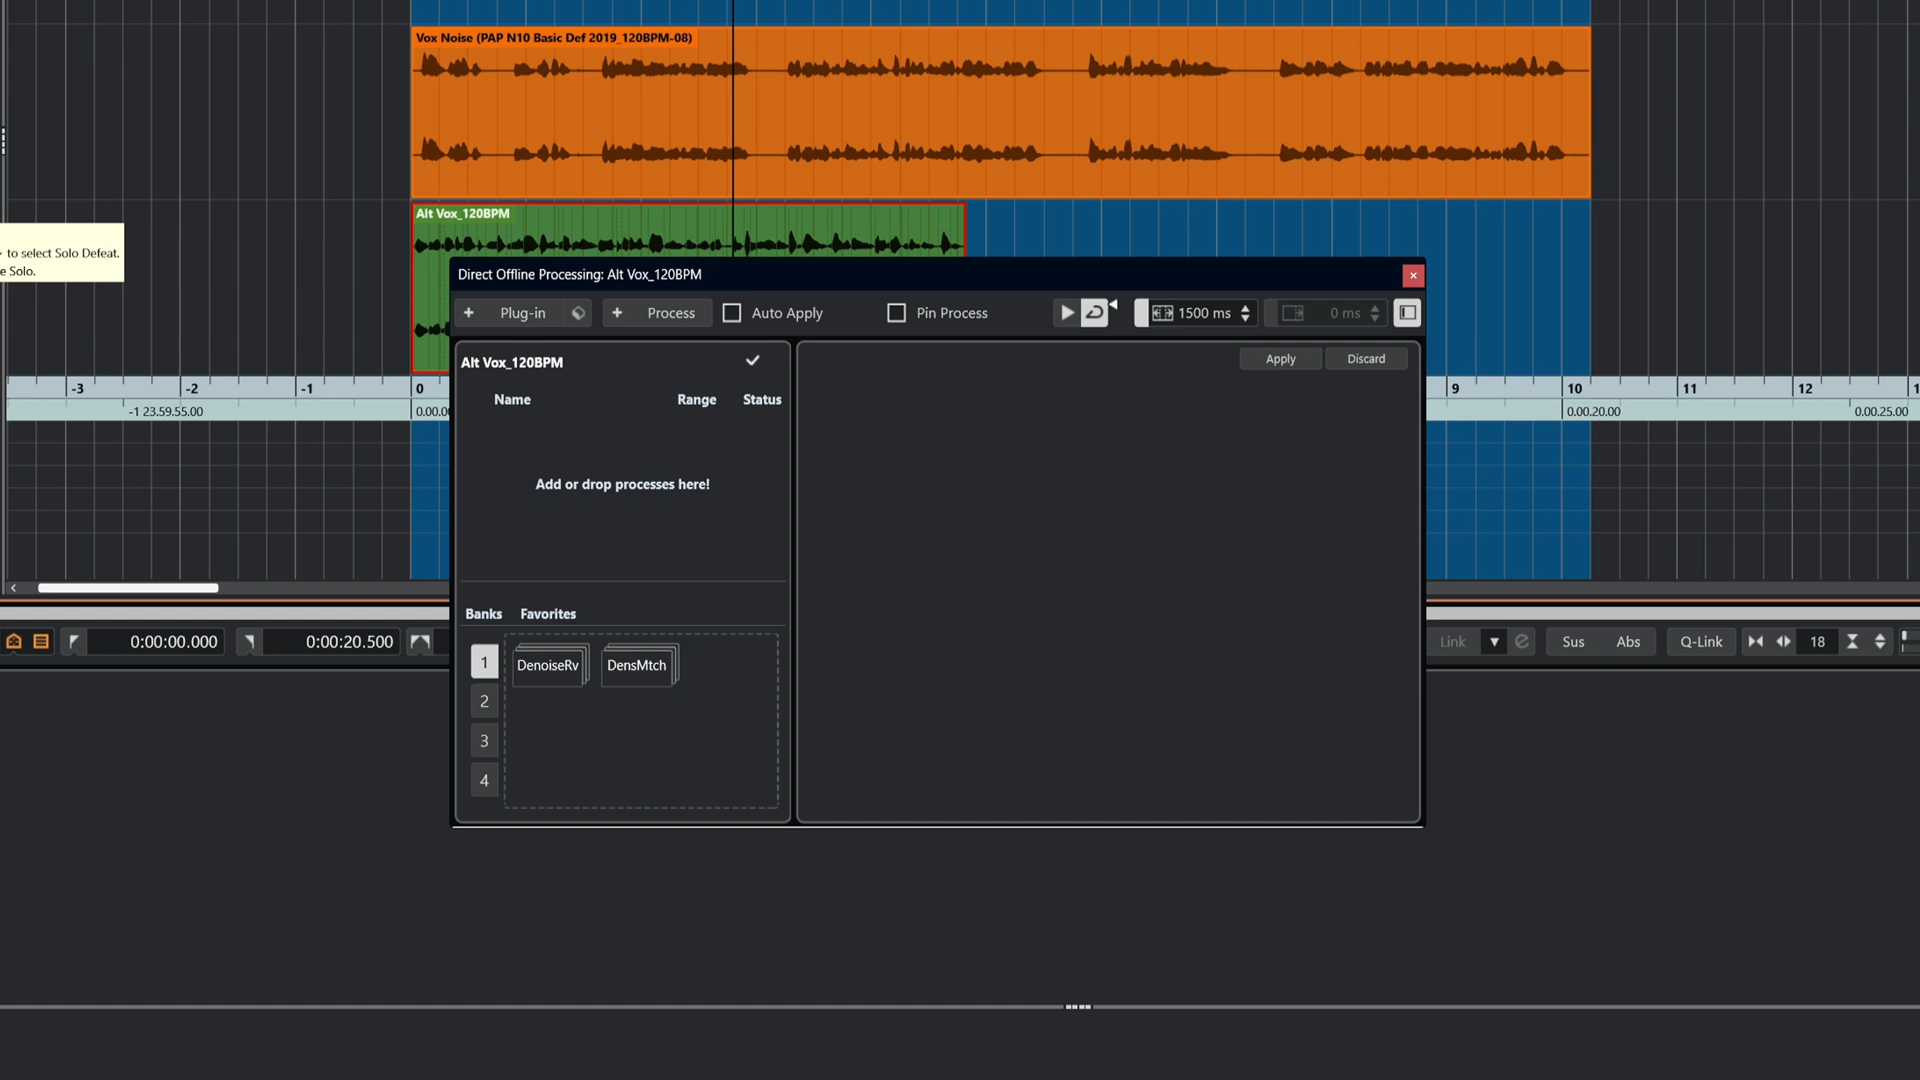 Vox Noise (PAP N10 Basic Def 2019_120BPM-08)
Alt Vox_120BPM
to select Solo Defeat.
e Solo.
Direct Offline Processing: Alt Vox_120BPM
+ Plug-in + Process Auto Apply Pin Process 1500 ms 0 ms
Alt Vox_120BPM
Apply Discard
Name Range Status
Add or drop processes here!
-3 -2 -1 0 9 10 11 12 1
-1 23.59.55.00 0.00.0 0.00.20.00 0.00.25.00
Banks Favorites
1 DenoiseRv DensMtch
2
3
4
0:00:00.000 0:00:20.500 Link Sus Abs Q-Link 18